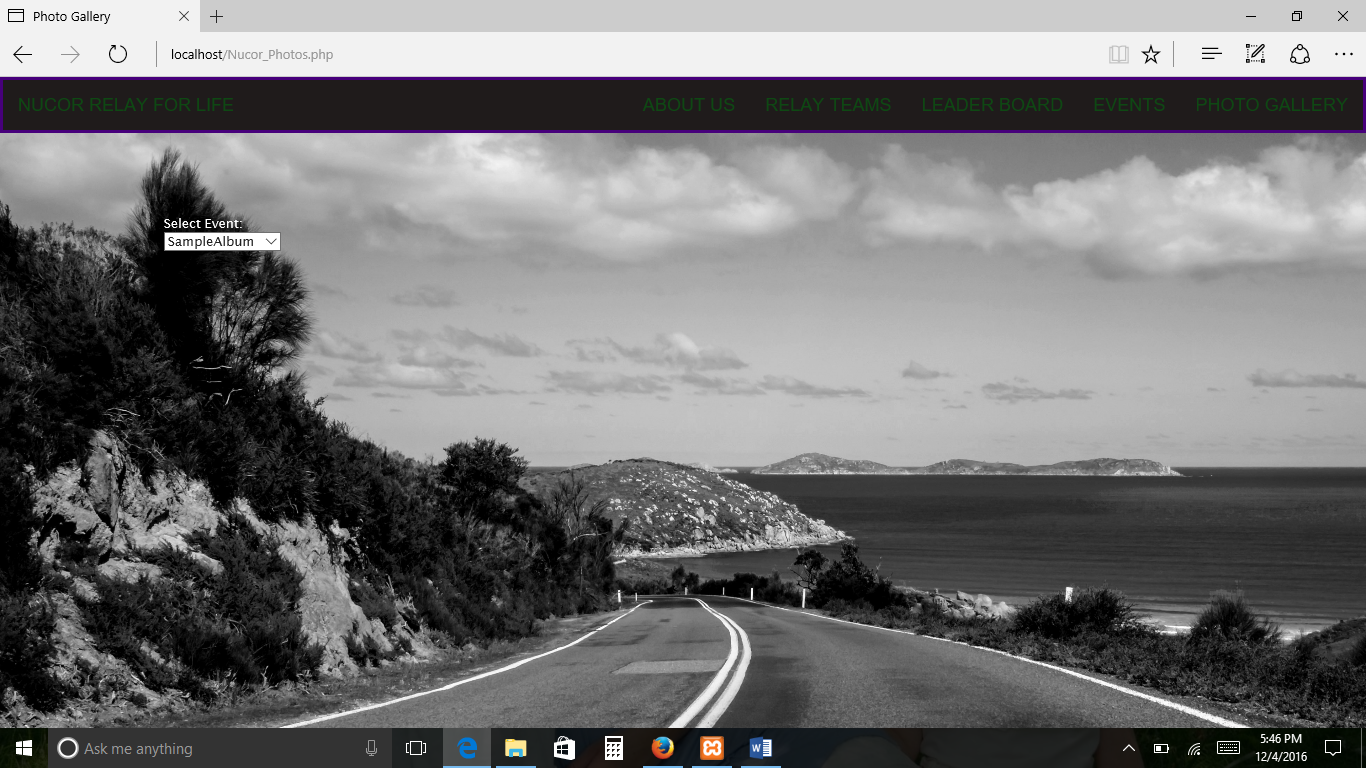 Photo Gallery
localhost/Nucor_Photos.php
NUCOR RELAY FOR LIFE ABOUT US RELAY TEAMS LEADER BOARD EVENTS PHOTO GALLERY
Select Event:
SampleAlbum
Ask me anything
5:46 PM
12/4/2016